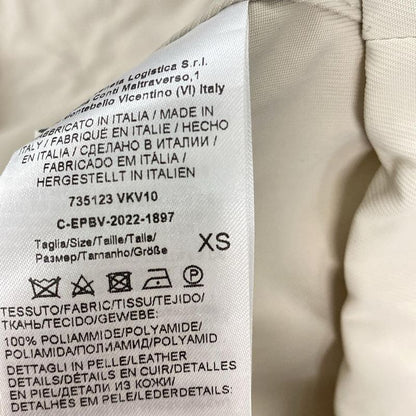 Logistica S.r.l.
Conti Maltraverso,1
Vicentino (VI) Italy
FABBRICATO IN ITALIA / MADE IN
ITALY / FABRIQUÉ EN ITALIE / HECHO
EN ITALIA / СДЕЛАНО В ИТАЛИИ /
FABBRICADO EM ITÁLIA /
HERGESTELLT IN ITALIEN
735123 VKV10
C-EPBV-2022-1897
Taglia/Size/Taille/Talla/
Размер/Tamanho/Größe
XS
TESSUTO/FABRIC/TISSU/TEJIDO/
ТКАНЬ/TECIDO/GEWEBE:
100% POLIAMMIDE/POLYAMIDE/
POLIAMIDA/ПОЛИАМИД/POLYAMID
DETTAGLI IN PELLE/LEATHER
DETAILS/DÉTAILS EN CUIR/DETALLES
EN PIEL/ДЕТАЛИ ИЗ КОЖИ/
DETALHES EM PELE/LEDERDETAILS: